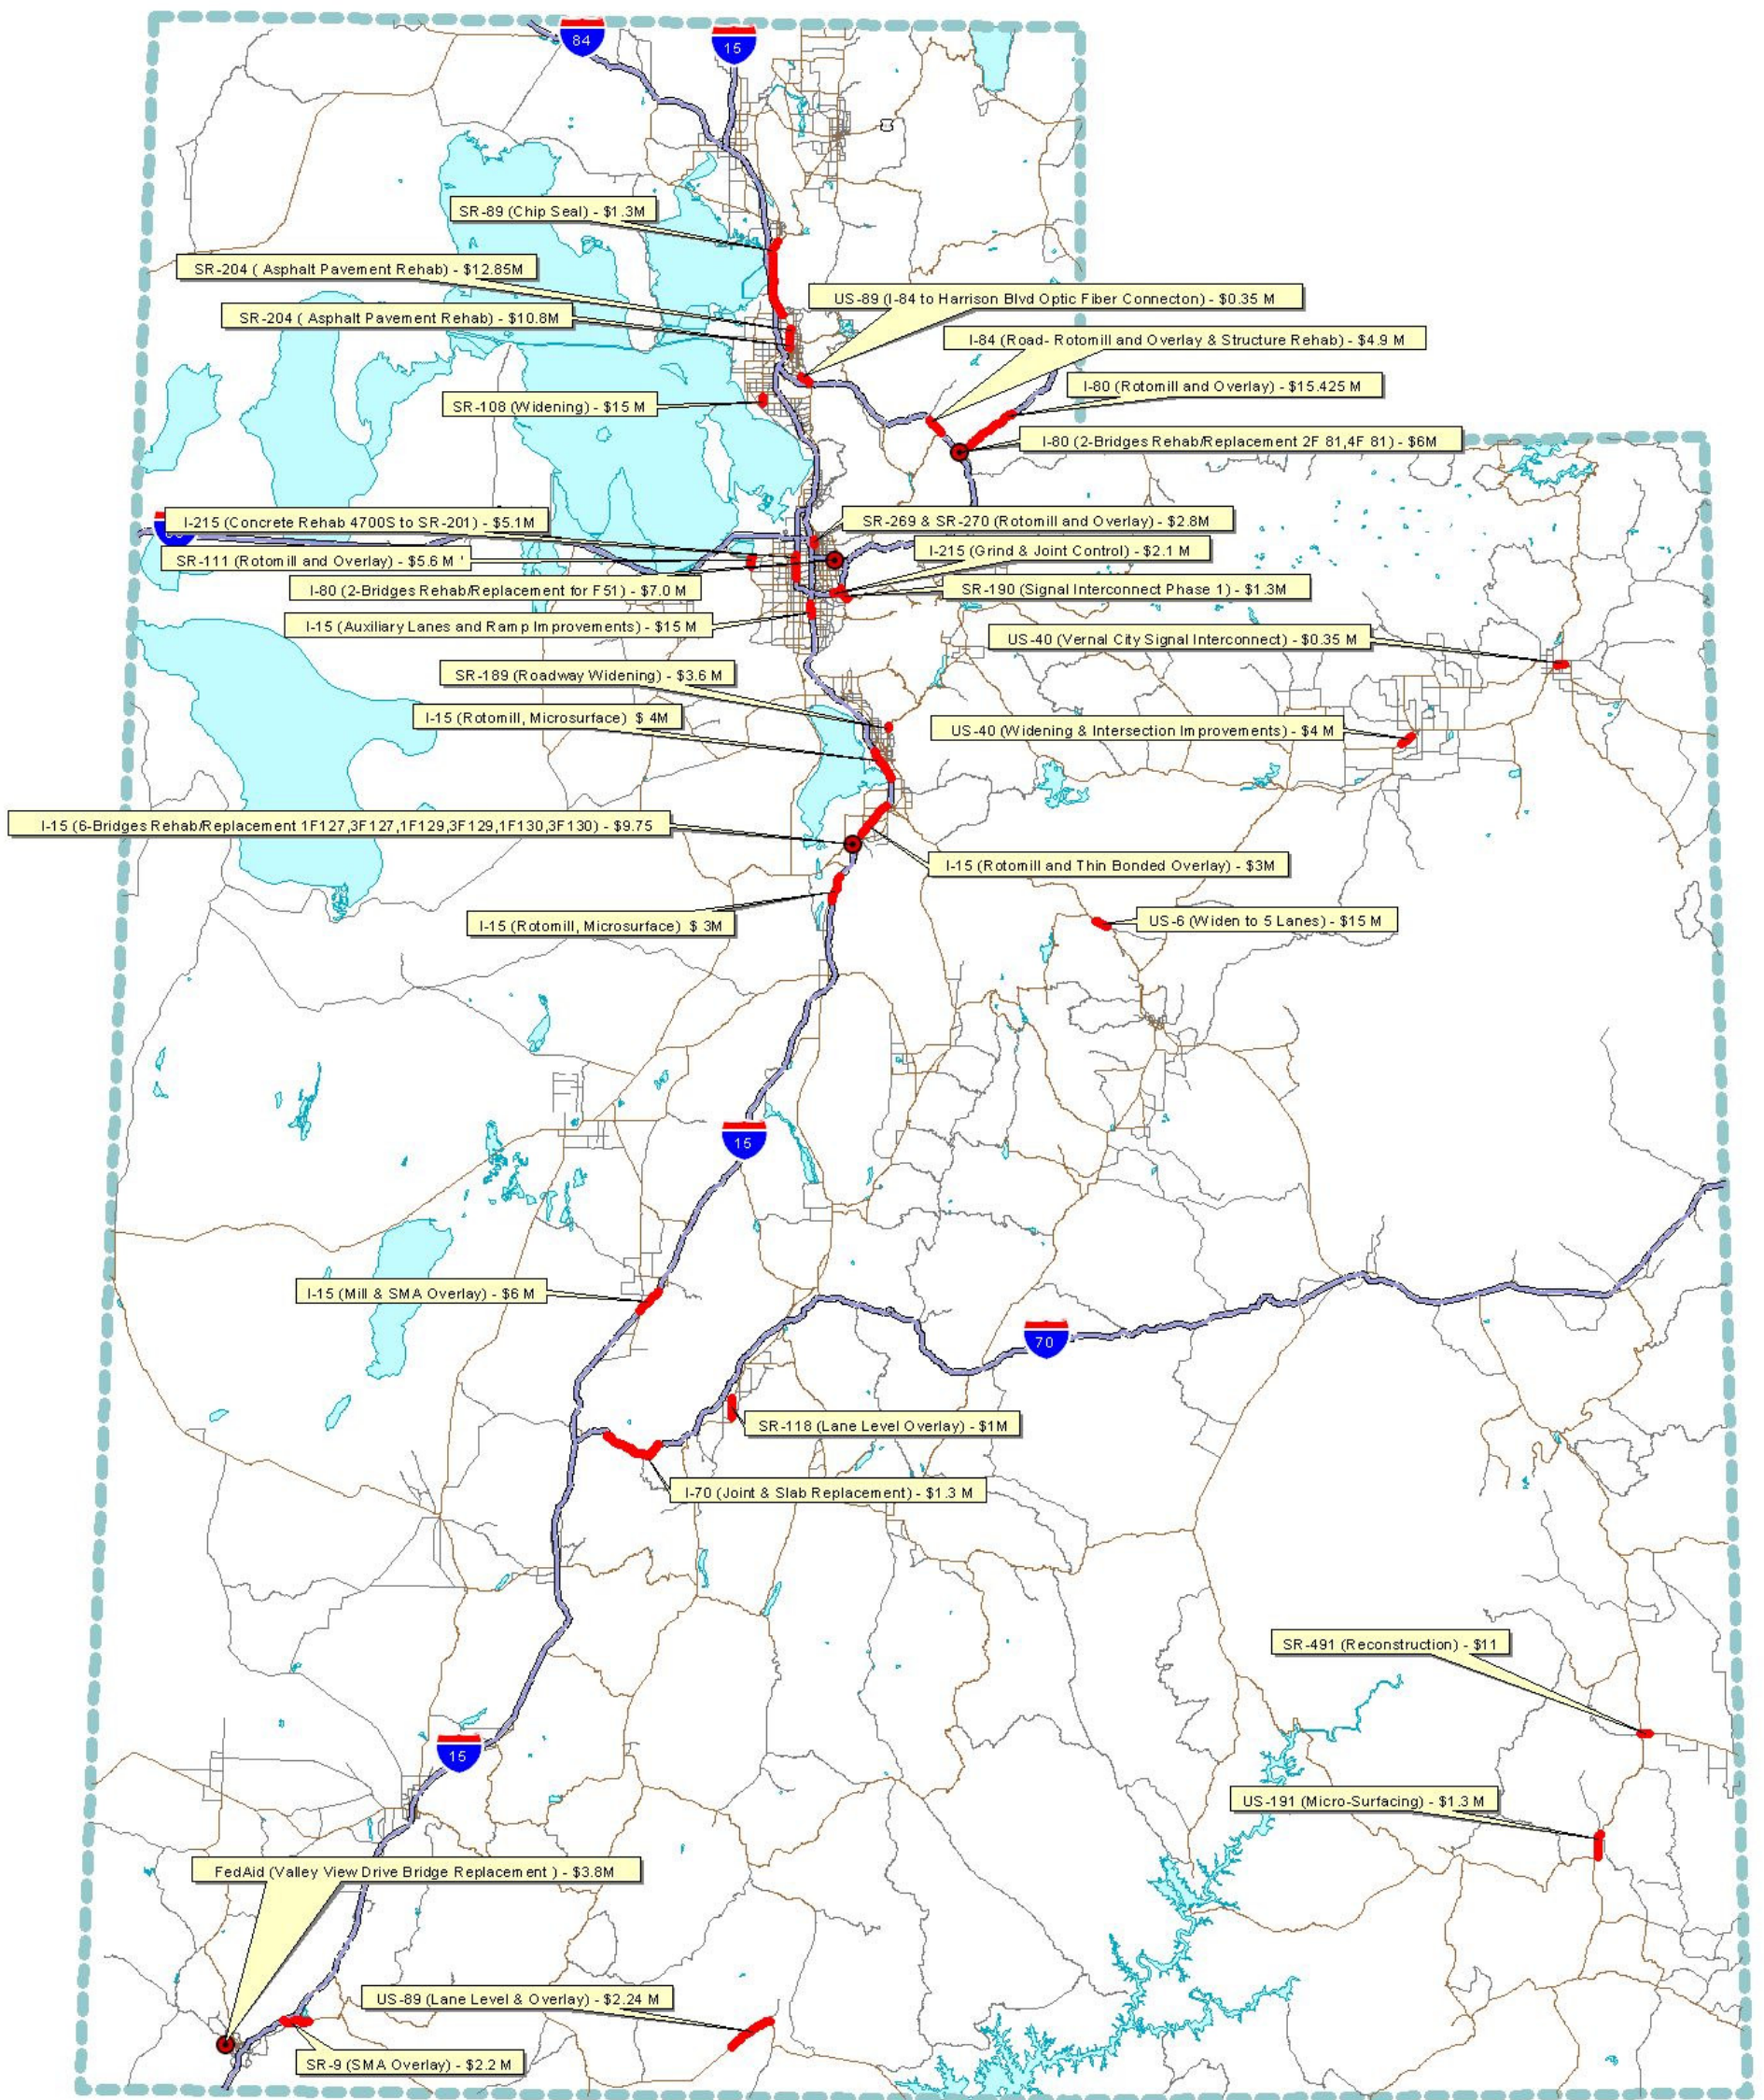 84
15
SR-89 (Chip Seal) - $1.3M
SR-204 ( Asphalt Pavement Rehab) - $12.85M
US-89 (I-84 to Harrison Blvd Optic Fiber Connecton) - $0.35 M
SR-204 ( Asphalt Pavement Rehab) - $10.8M
I-84 (Road- Rotomill and Overlay & Structure Rehab) - $4.9 M
I-80 (Rotomill and Overlay) - $15.425 M
SR-108 (Widening) - $15 M
I-80 (2-Bridges Rehab/Replacement 2F 81,4F 81) - $6M
I-215 (Concrete Rehab 4700S to SR-201) - $5.1M
SR-269 & SR-270 (Rotomill and Overlay) - $2.8M
I-215 (Grind & Joint Control) - $2.1 M
SR-111 (Rotomill and Overlay) - $5.6 M '
I-80 (2-Bridges Rehab/Replacement for F51) - $7.0 M
SR-190 (Signal Interconnect Phase 1) - $1.3M
I-15 (Auxiliary Lanes and Ramp Improvements) - $15 M
US-40 (Vernal City Signal Interconnect) - $0.35 M
SR-189 (Roadway Widening) - $3.6 M
I-15 (Rotomill, Microsurface) $ 4M
US-40 (Widening & Intersection Improvements) - $4 M
I-15 (6-Bridges Rehab/Replacement 1F127,3F127,1F129,3F129,1F130,3F130) - $9.75
I-15 (Rotomill and Thin Bonded Overlay) - $3M
I-15 (Rotomill, Microsurface) $ 3M
US-6 (Widen to 5 Lanes) - $15 M
15
I-15 (Mill & SMA Overlay) - $6 M
70
SR-118 (Lane Level Overlay) - $1M
I-70 (Joint & Slab Replacement) - $1.3 M
SR-491 (Reconstruction) - $11
15
US-191 (Micro-Surfacing) - $1.3 M
FedAid (Valley View Drive Bridge Replacement ) - $3.8M
US-89 (Lane Level & Overlay) - $2.24 M
SR-9 (SMA Overlay) - $2.2 M